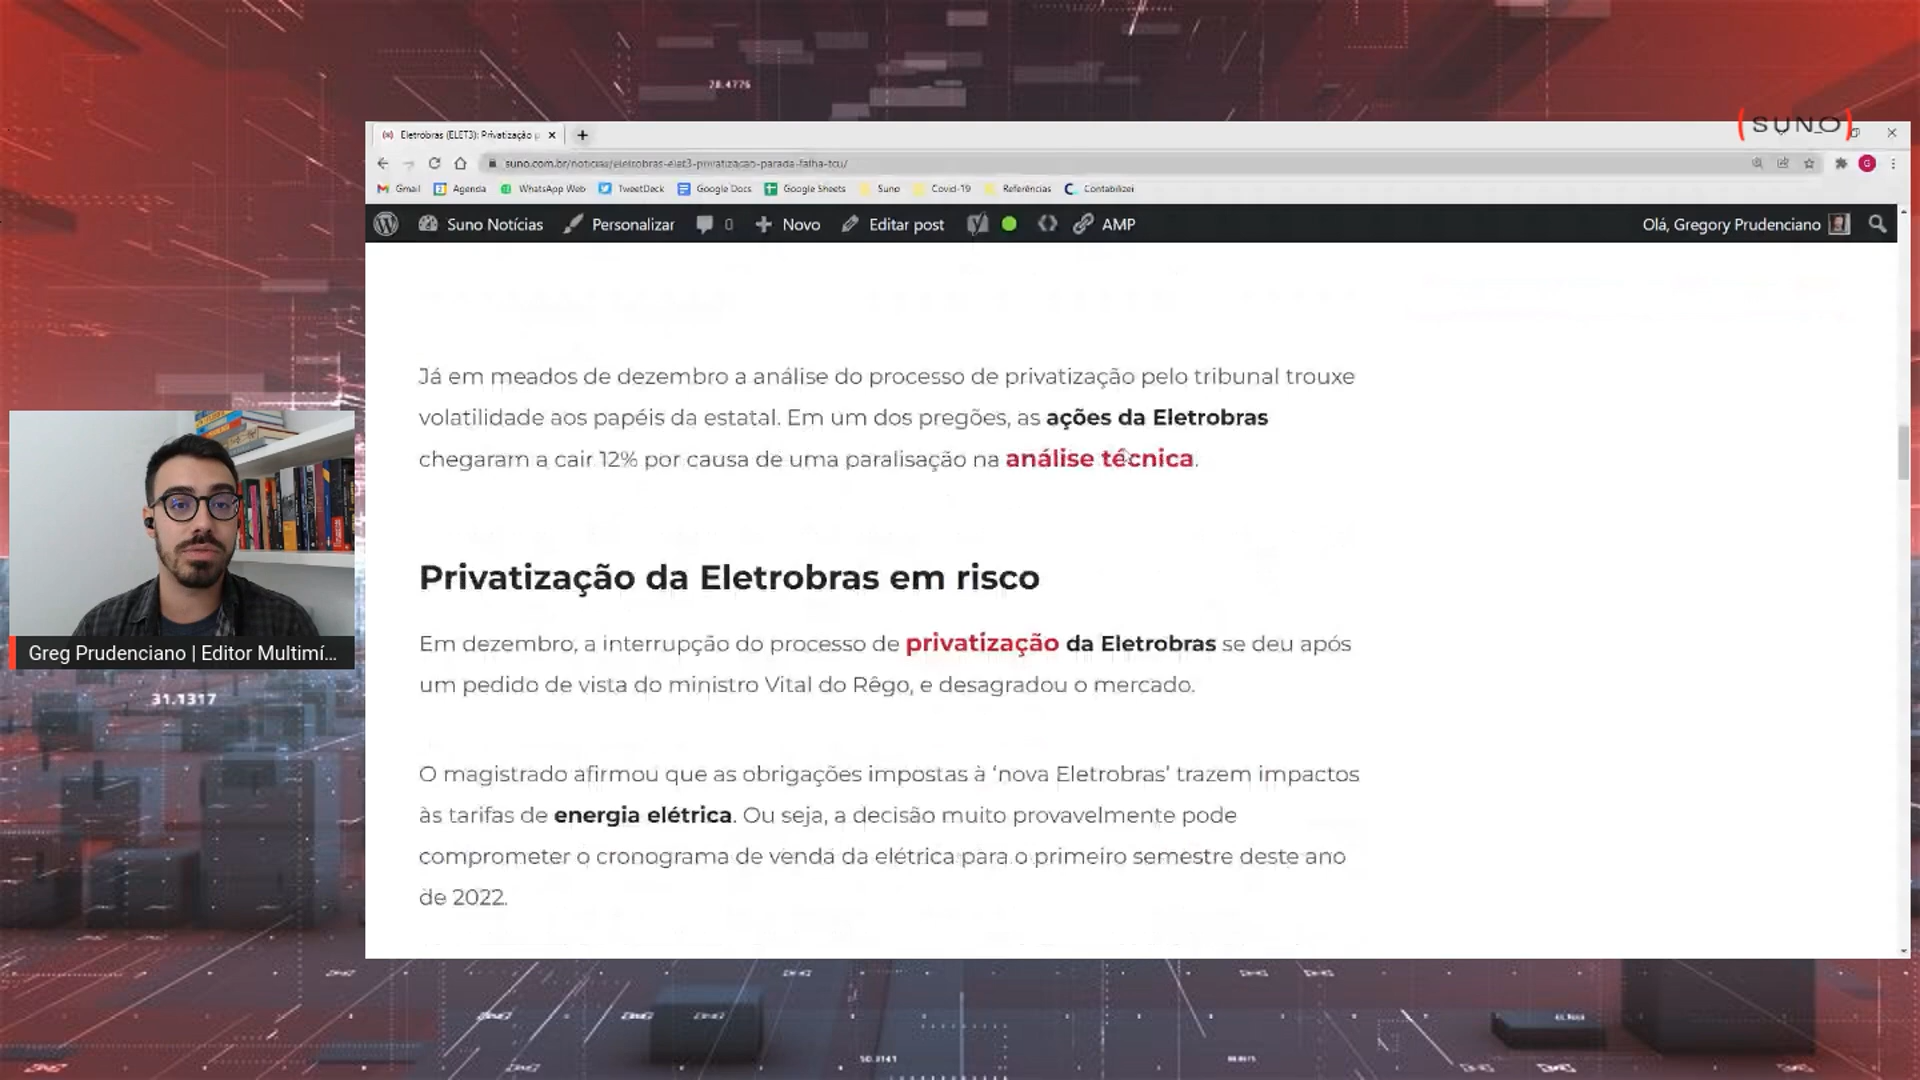 28.4776
(SUNO)
Eletrobras (ELET3): Privatização
suno.com.br/noticias/eletrobras-elet3-privatizacao-parada-falha-tcu/
Gmail Agenda WhatsApp Web TweetDeck Google Docs Google Sheets Suno Covid-19 Referências Contabilizei
Suno Notícias Personalizar 0 Novo Editar post AMP Olá, Gregory Prudenciano
Já em meados de dezembro a análise do processo de privatização pelo tribunal trouxe
volatilidade aos papéis da estatal. Em um dos pregões, as ações da Eletrobras
chegaram a cair 12% por causa de uma paralisação na análise técnica.
Privatização da Eletrobras em risco
Em dezembro, a interrupção do processo de privatização da Eletrobras se deu após
um pedido de vista do ministro Vital do Rêgo, e desagradou o mercado.
O magistrado afirmou que as obrigações impostas à ‘nova Eletrobras’ trazem impactos
às tarifas de energia elétrica. Ou seja, a decisão muito provavelmente pode
comprometer o cronograma de venda da elétrica para o primeiro semestre deste ano
de 2022.
Greg Prudenciano | Editor Multimí...
31.1317
50.3141